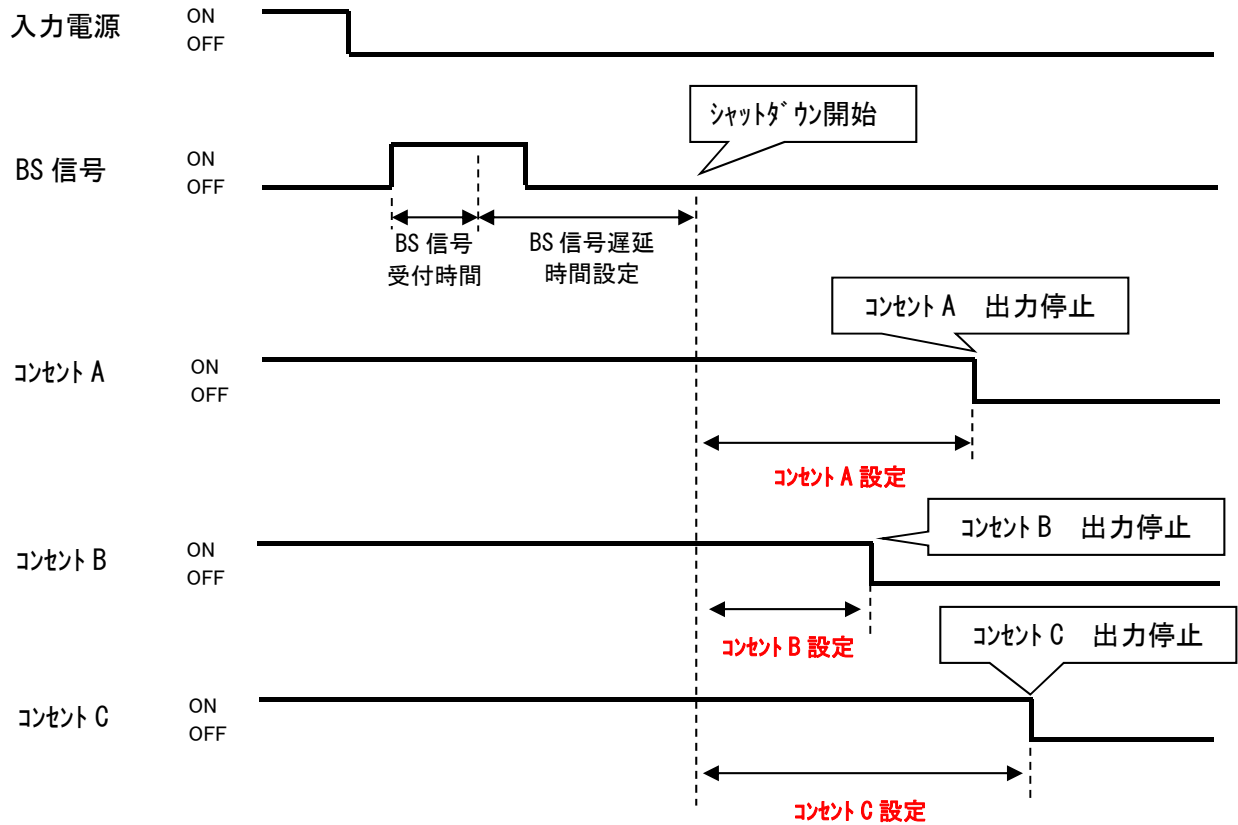 入力電源
ON
OFF
シャットダウン開始
BS 信号
ON
OFF
BS 信号
受付時間
BS 信号遅延
時間設定
コンセント A　出力停止
コンセント A
ON
OFF
コンセント A 設定
コンセント B　出力停止
コンセント B
ON
OFF
コンセント B 設定
コンセント C　出力停止
コンセント C
ON
OFF
コンセント C 設定